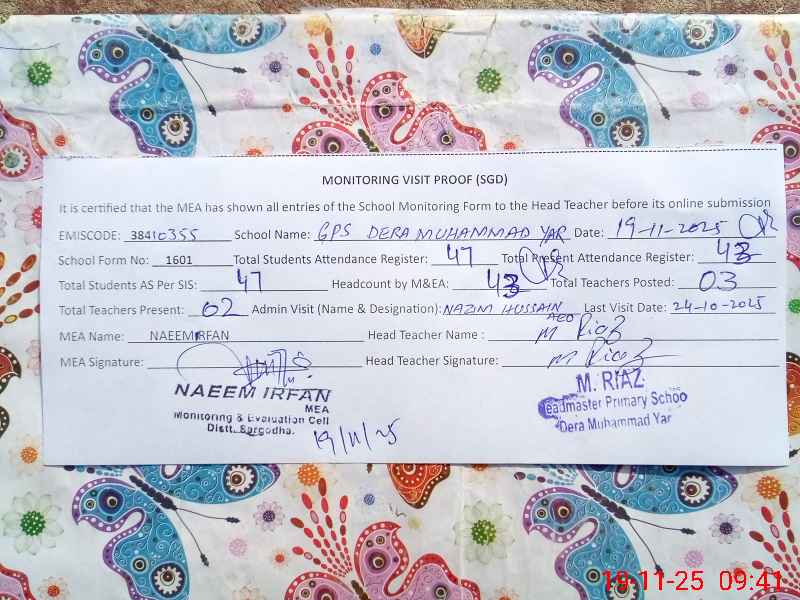 MONITORING VISIT PROOF (SGD)
It is certified that the MEA has shown all entries of the School Monitoring Form to the Head Teacher before its online submission
EMISCODE: 38410355 School Name: GPS DERA MUHAMMAD YAR Date: 19-11-2025
School Form No: 1601 Total Students Attendance Register: 47 Total Present Attendance Register: 43
Total Students AS Per SIS: 47 Headcount by M&EA: 43 Total Teachers Posted: 03
Total Teachers Present: 02 Admin Visit (Name & Designation): NAZIM HUSSAIN AEO Last Visit Date: 24-10-2025
MEA Name: NAEEM IRFAN Head Teacher Name : M Riaz
MEA Signature: Head Teacher Signature: M Riaz
NAEEM IRFAN
MEA
Monitoring & Evaluation Cell
Distt. Sargodha.
19/11/25
M. RIAZ
eadmaster Primary Schoo
Dera Muhammad Yar
19-11-25 09:41